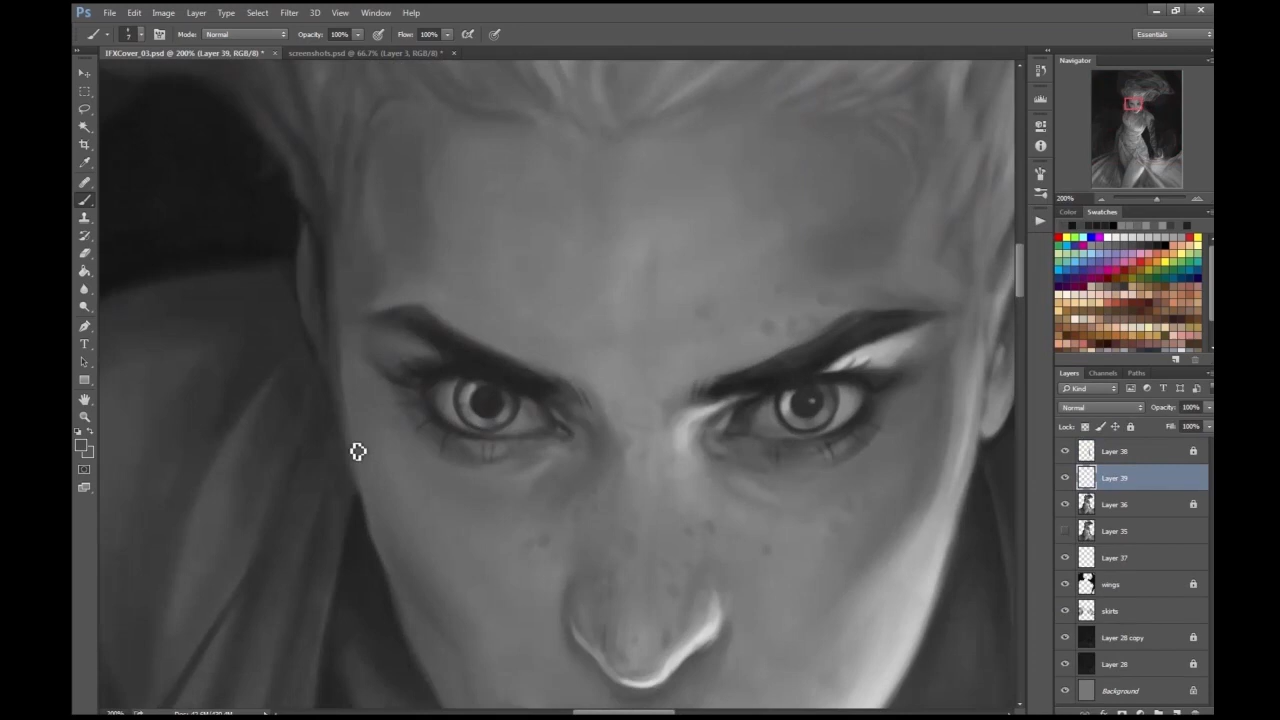 Ps File Edit Image Layer Type Select Filter 3D View Window Help
7 Mode: Normal Opacity: 100% Flow: 100% Essentials
IFXCover_03.psd @ 200% (Layer 39, RGB/8) * × screenshots.psd @ 66.7% (Layer 3, RGB/8) * ×
Navigator
200%
Color Swatches
Layers Channels Paths
Kind
Normal Opacity: 100%
Lock: Fill: 100%
Layer 38
Layer 39
Layer 36
Layer 35
Layer 37
wings
skirts
Layer 28 copy
Layer 28
Background
200%